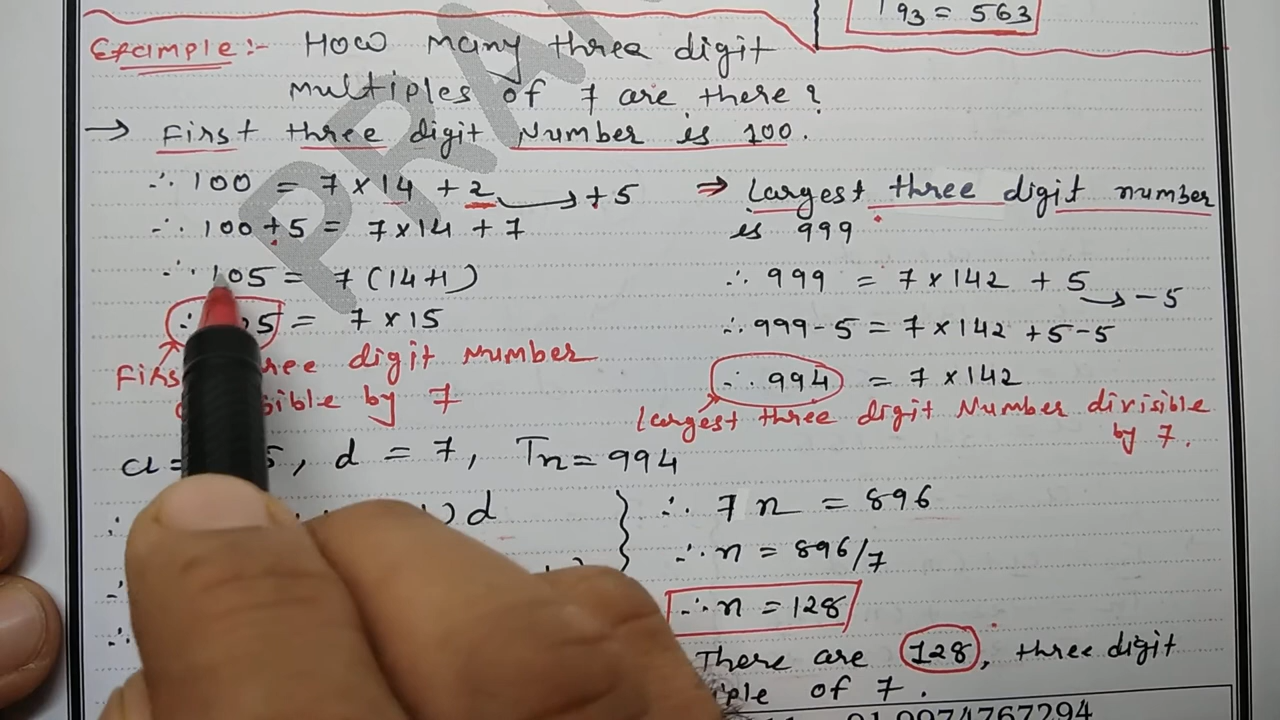 T93 = 563
Example:- How many three digit
multiples of 7 are there?
→ First three digit Number is 100.
∴ 100 = 7 × 14 + 2 → +5
∴ 100 + 5 = 7 × 14 + 7
∴ 105 = 7 (14+1)
= 7 × 15
digit Number
by 7
⇒ Largest three digit number
is 999
∴ 999 = 7 × 142 + 5 → -5
∴ 999 - 5 = 7 × 142 + 5 - 5
∴ 994 = 7 × 142
Largest three digit Number divisible
by 7.
a = 5, d = 7, Tn = 994
d
∴ 7n = 896
∴ n = 896/7
∴ n = 128
There are 128, three digit
of 7.
PRA